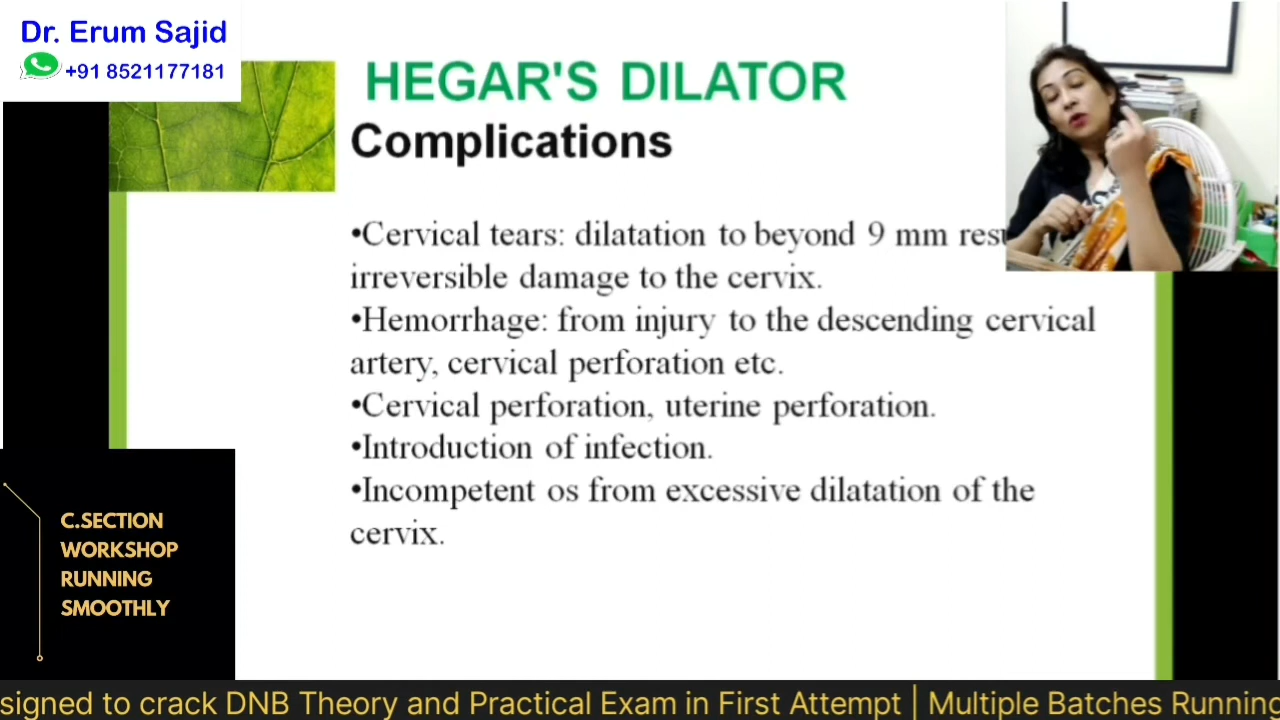 Dr. Erum Sajid
+91 8521177181
HEGAR'S DILATOR
Complications
•Cervical tears: dilatation to beyond 9 mm
irreversible damage to the cervix.
•Hemorrhage: from injury to the descending cervical
artery, cervical perforation etc.
•Cervical perforation, uterine perforation.
•Introduction of infection.
•Incompetent os from excessive dilatation of the
cervix.
C.SECTION
WORKSHOP
RUNNING
SMOOTHLY
signed to crack DNB Theory and Practical Exam in First Attempt | Multiple Batches Running